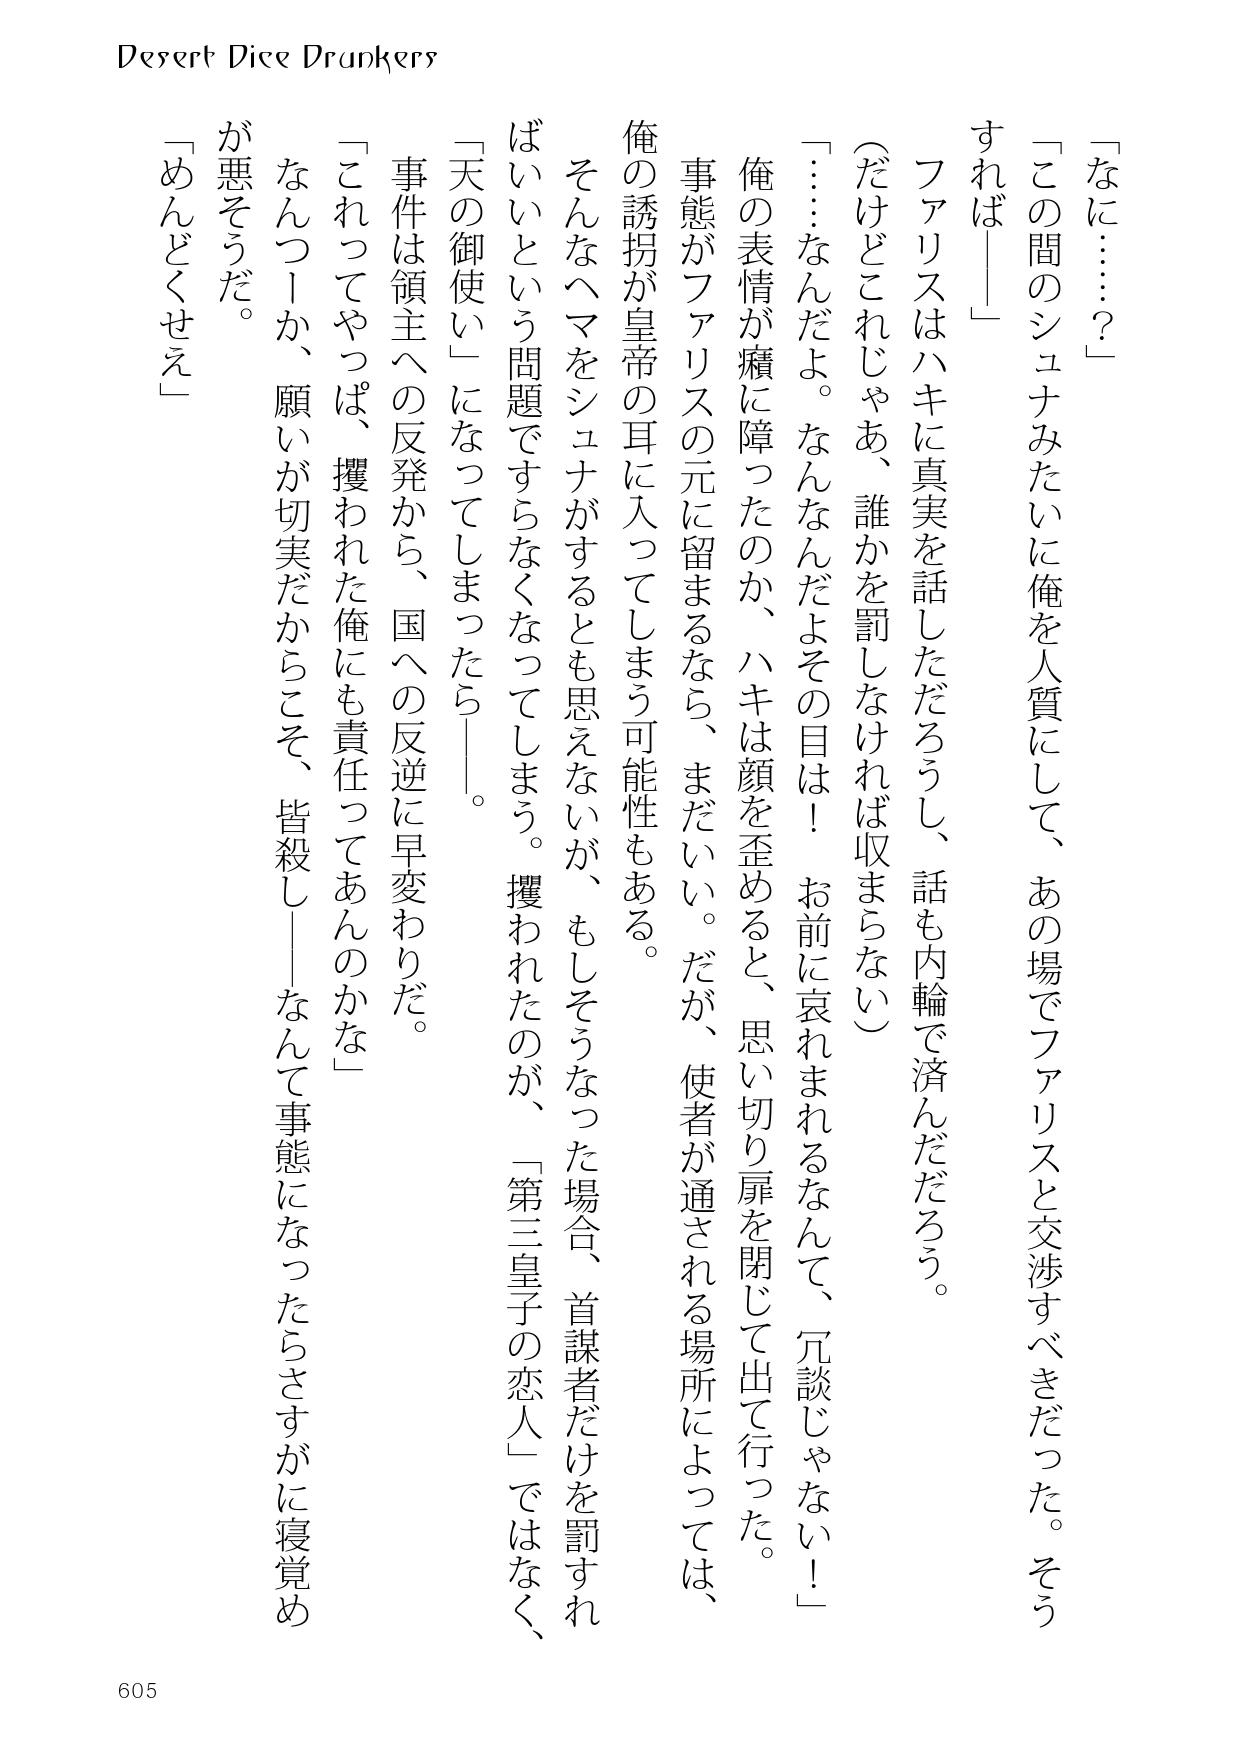 Desert Dice Drunkers
「なに……？」
「この間のシュナみたいに俺を人質にして、あの場でファリスと交渉すべきだった。そう
すれば――」
　ファリスはハキに真実を話しただろうし、話も内輪で済んだだろう。
（だけどこれじゃあ、誰かを罰しなければ収まらない）
「……なんだよ。なんなんだよその目は！　お前に哀れまれるなんて、冗談じゃない！」
　俺の表情が癪に障ったのか、ハキは顔を歪めると、思い切り扉を閉じて出て行った。
　事態がファリスの元に留まるなら、まだいい。だが、使者が通される場所によっては、
俺の誘拐が皇帝の耳に入ってしまう可能性もある。
　そんなヘマをシュナがするとも思えないが、もしそうなった場合、首謀者だけを罰すれ
ばいいという問題ですらなくなってしまう。攫われたのが、「第三皇子の恋人」ではなく、
「天の御使い」になってしまったら――。
　事件は領主への反発から、国への反逆に早変わりだ。
「これってやっぱ、攫われた俺にも責任ってあんのかな」
　なんつーか、願いが切実だからこそ、皆殺し――なんて事態になったらさすがに寝覚め
が悪そうだ。
「めんどくせえ」
605